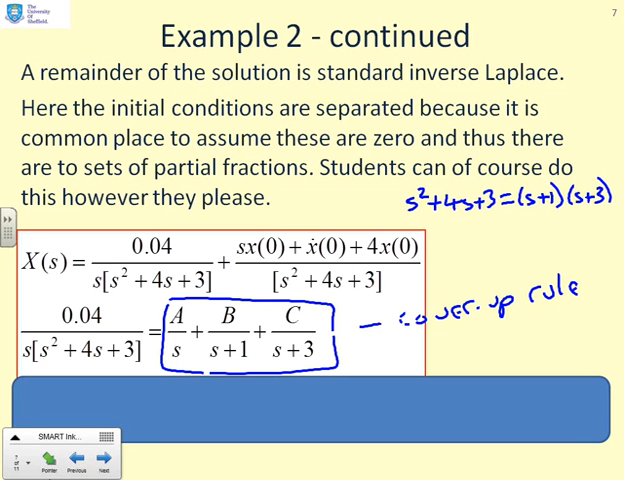 The
University
Of
Sheffield.
7
Example 2 - continued
A remainder of the solution is standard inverse Laplace.
Here the initial conditions are separated because it is
common place to assume these are zero and thus there
are to sets of partial fractions. Students can of course do
this however they please.
s²+4s+3=(s+1)(s+3)
X(s) = 0.04 / s[s² + 4s + 3] + sx(0) + ẋ(0) + 4x(0) / [s² + 4s + 3]
0.04 / s[s² + 4s + 3] = A/s + B/s+1 + C/s+3
— cover-up rule
SMART Ink...
7
of
11
Pointer Previous Next